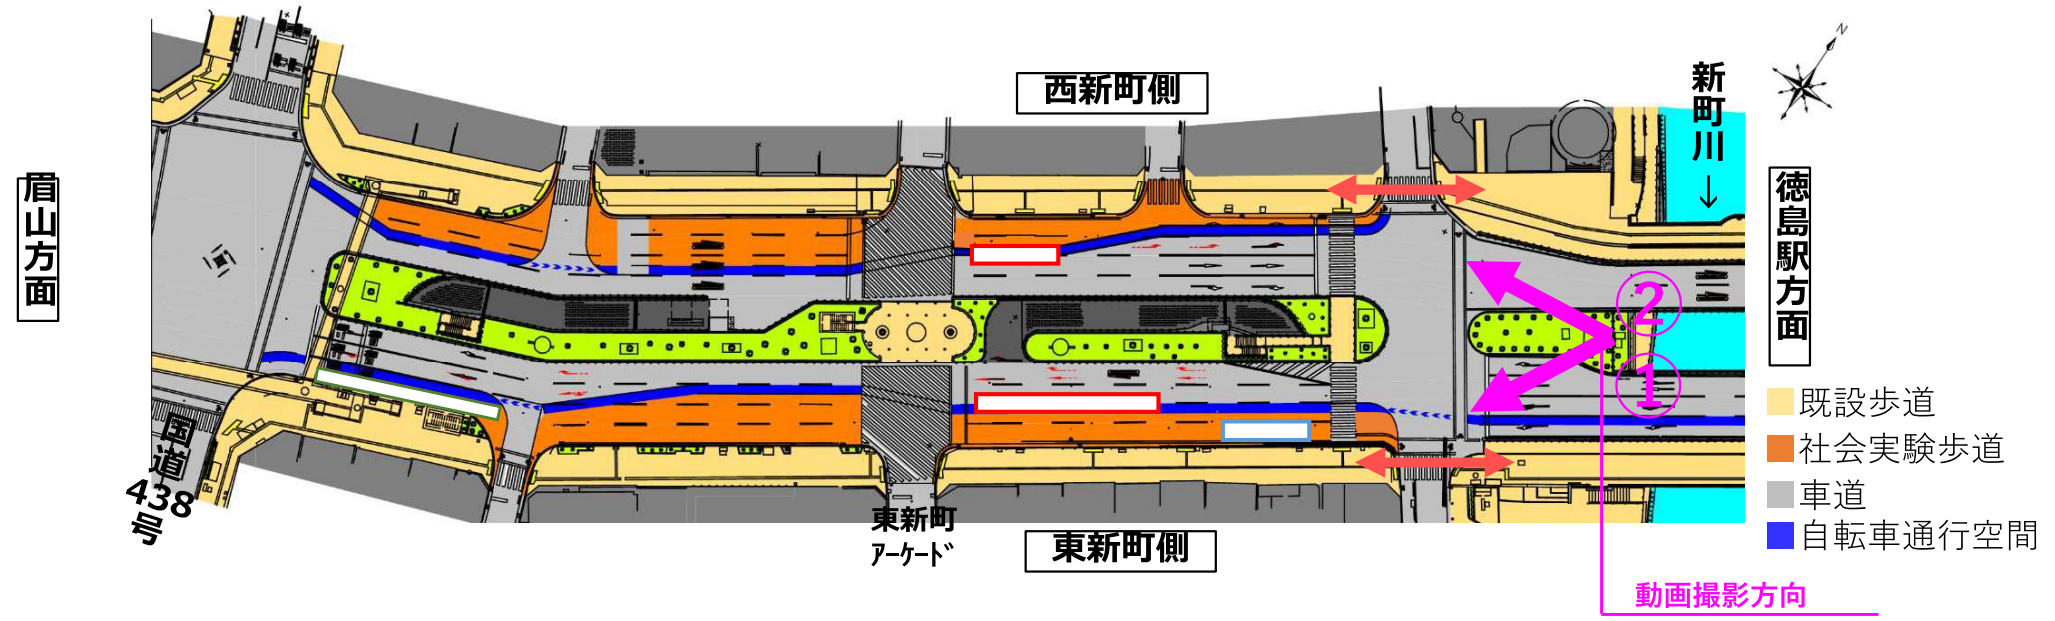 西新町側
新町川→
N
眉山方面
徳島駅方面
②
①
既設歩道
社会実験歩道
車道
自転車通行空間
国道
438
号
東新町
アーケード
東新町側
動画撮影方向